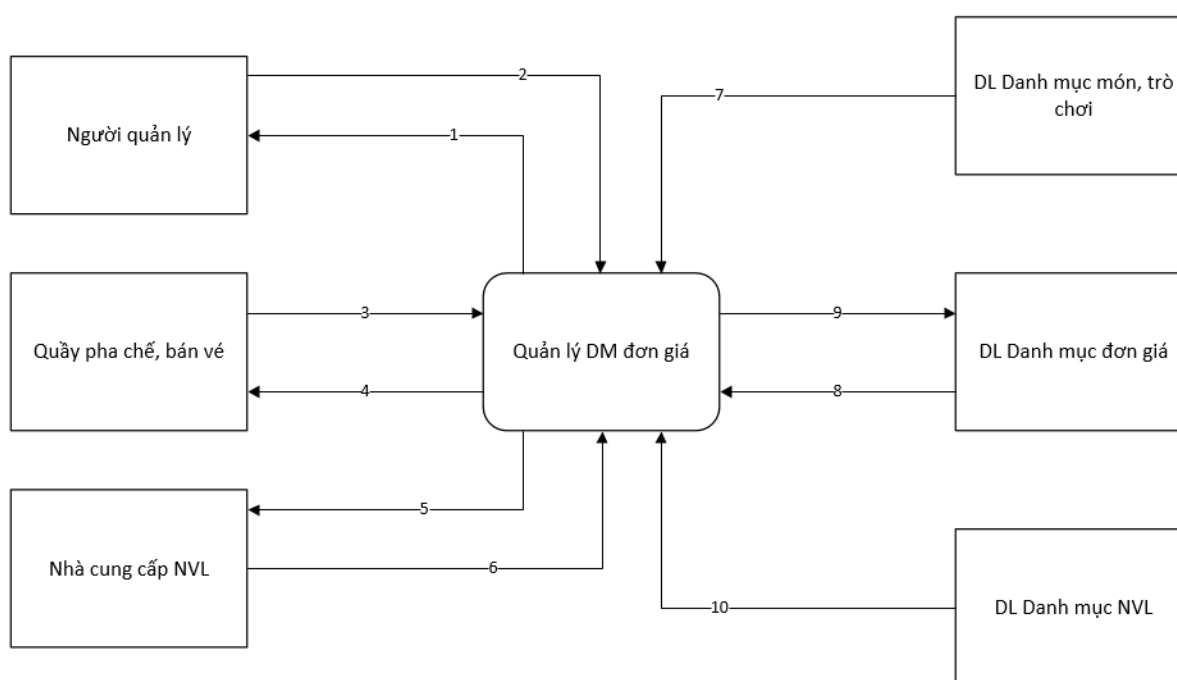 2
7
DL Danh mục món, trò
chơi
Người quản lý
1
Quầy pha chế, bán vé
3
4
Quản lý DM đơn giá
9
8
DL Danh mục đơn giá
Nhà cung cấp NVL
5
6
10
DL Danh mục NVL